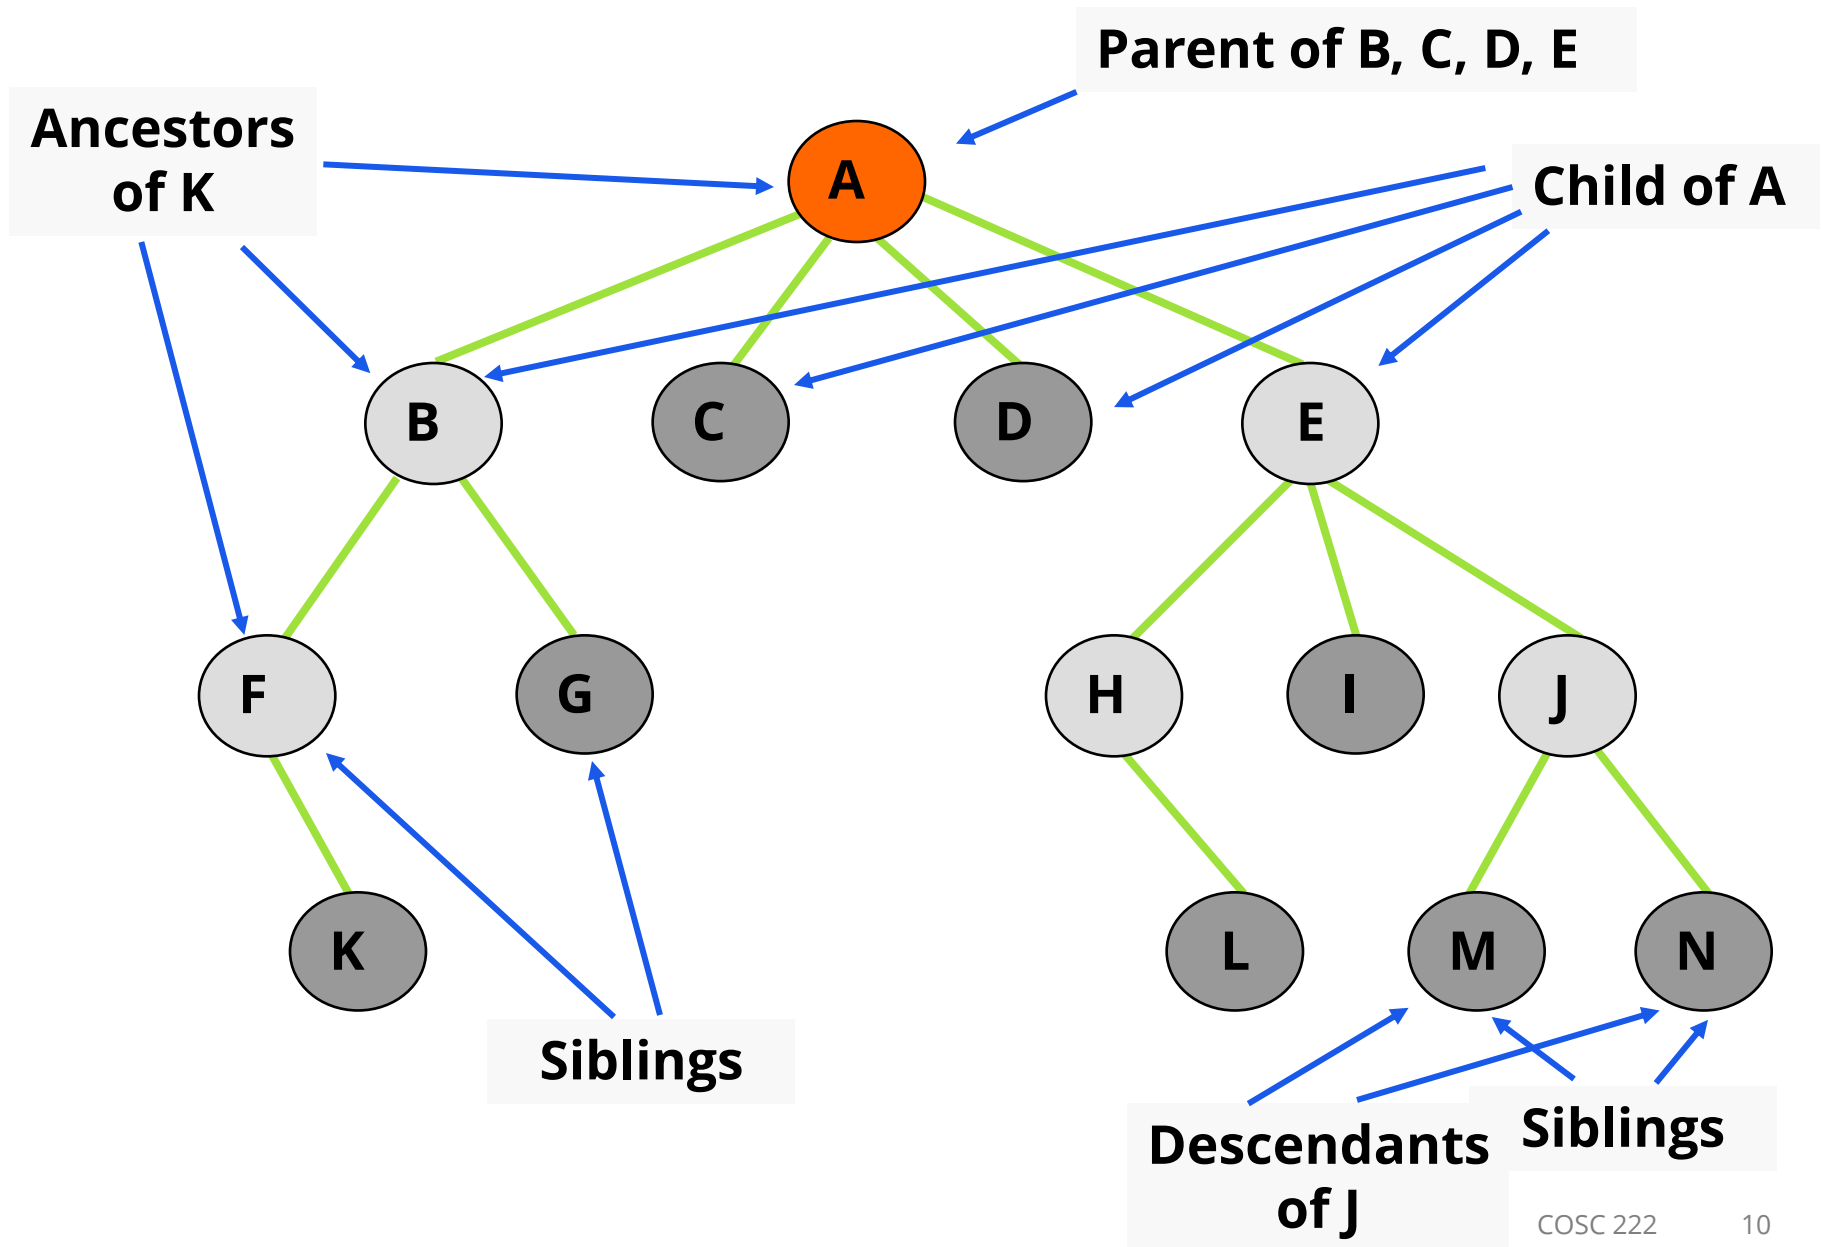 Parent of B, C, D, E
Ancestors
of K
A
Child of A
B
C
D
E
F
G
H
I
J
K
L
M
N
Siblings
Descendants
of J
Siblings
COSC 222
10